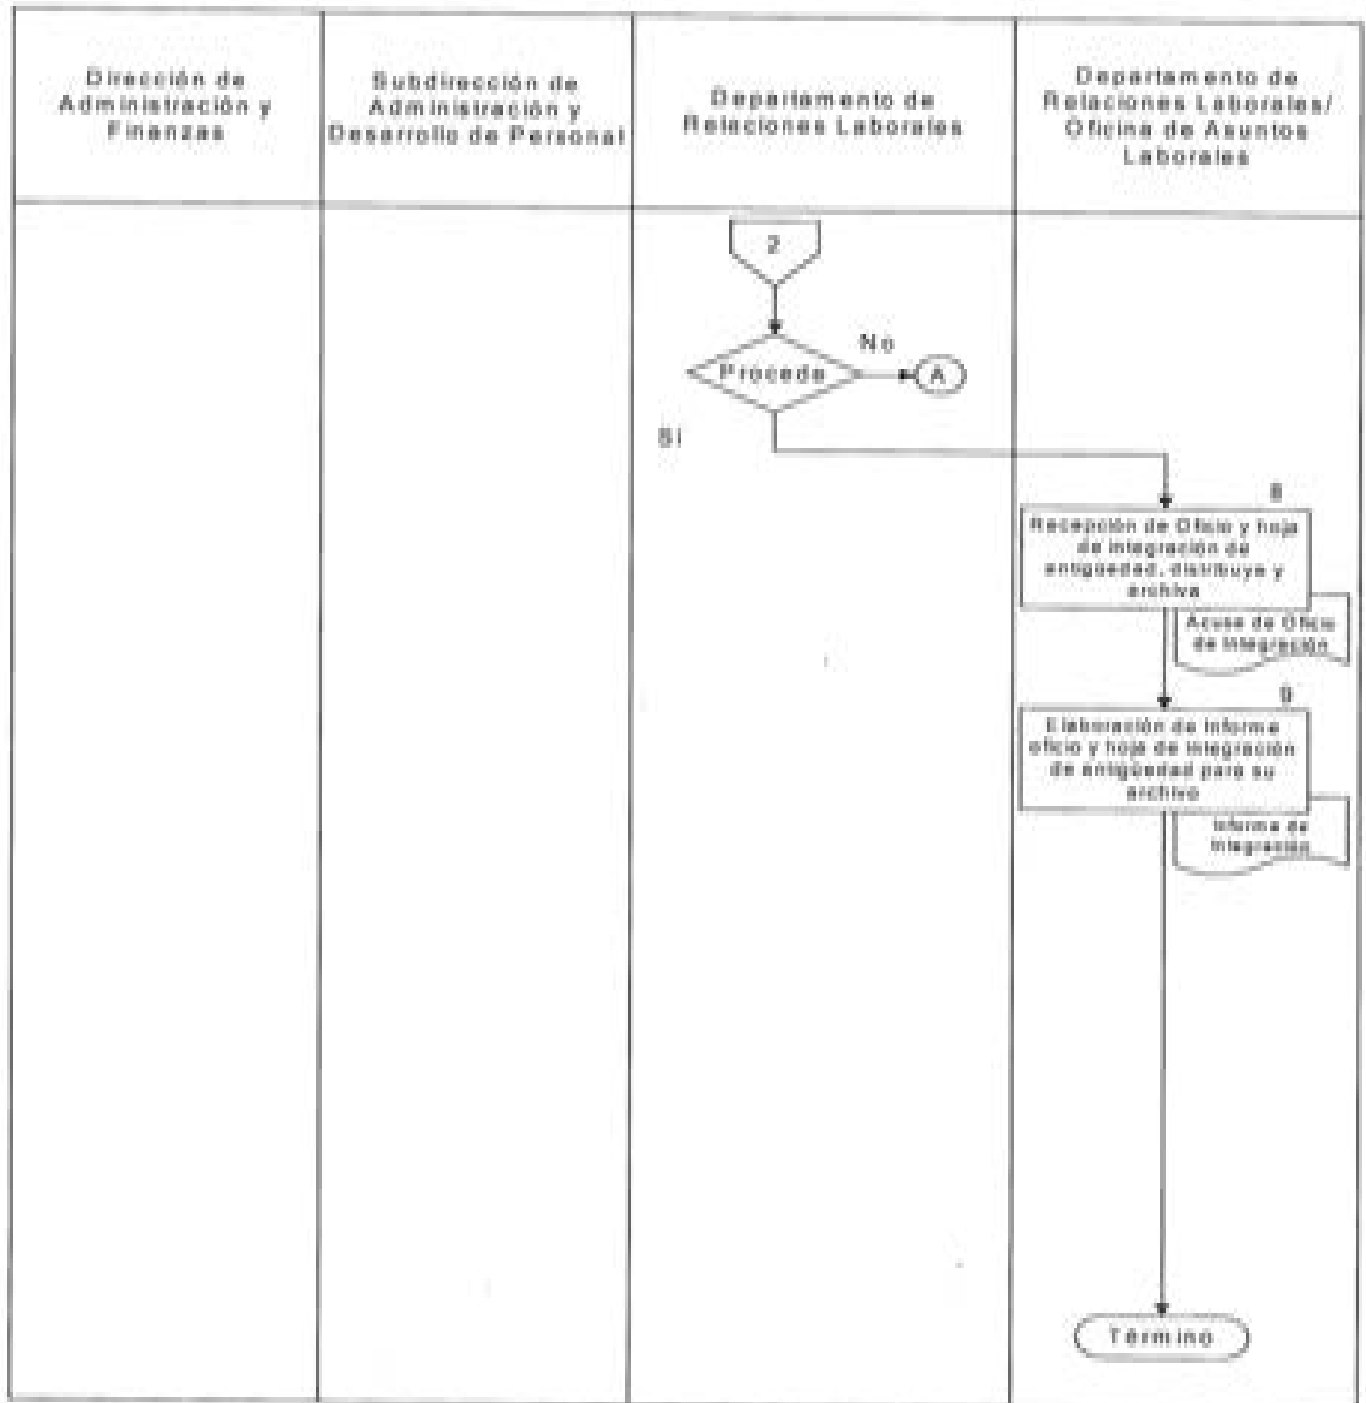 Dirección de
Administración y
Finanzas
Subdirección de
Administración y
Desarrollo de Personal
Departamento de
Relaciones Laborales
Departamento de
Relaciones Laborales/
Oficina de Asuntos
Laborales
2
No
Procede
A
Si
8
Recepción de Oficio y hoja
de integración de
antigüedad, distribuye y
archiva
Acuse de Oficio
de Integración
9
Elaboración de Informe
oficio y hoja de integración
de antigüedad para su
archivo
Informe de
Integración
Término